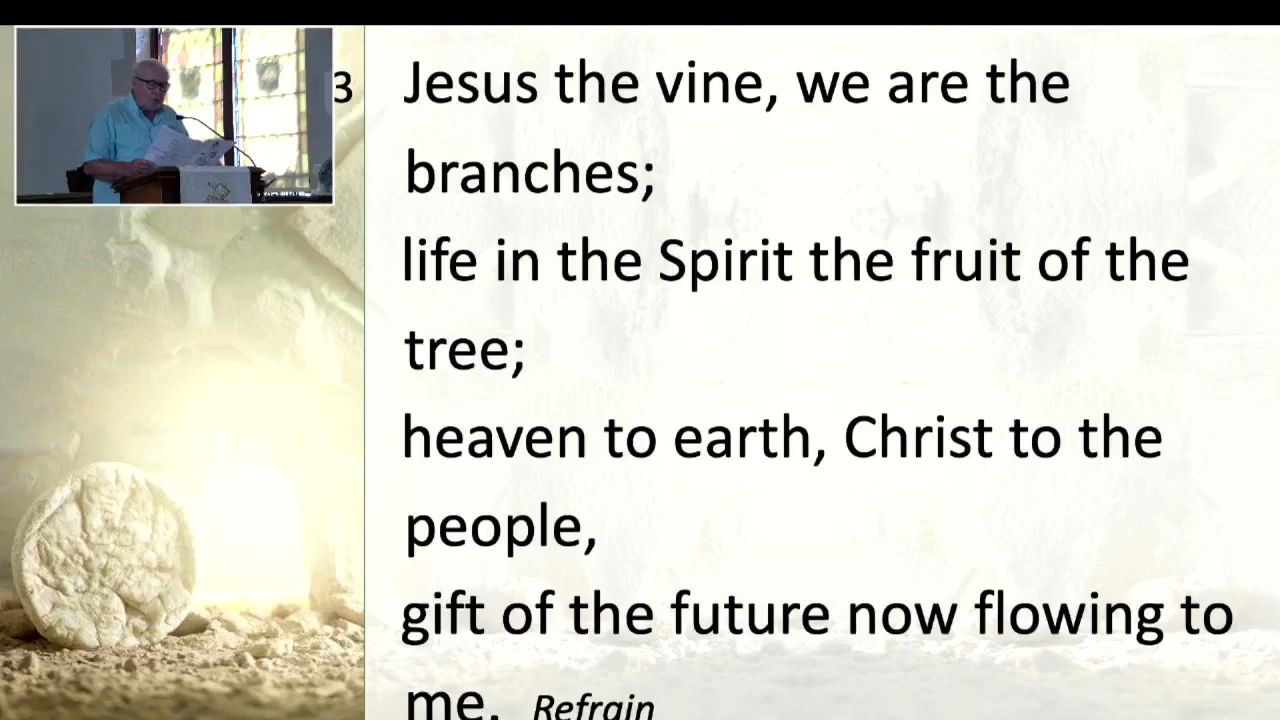 3 Jesus the vine, we are the
branches;
life in the Spirit the fruit of the
tree;
heaven to earth, Christ to the
people,
gift of the future now flowing to
me. Refrain